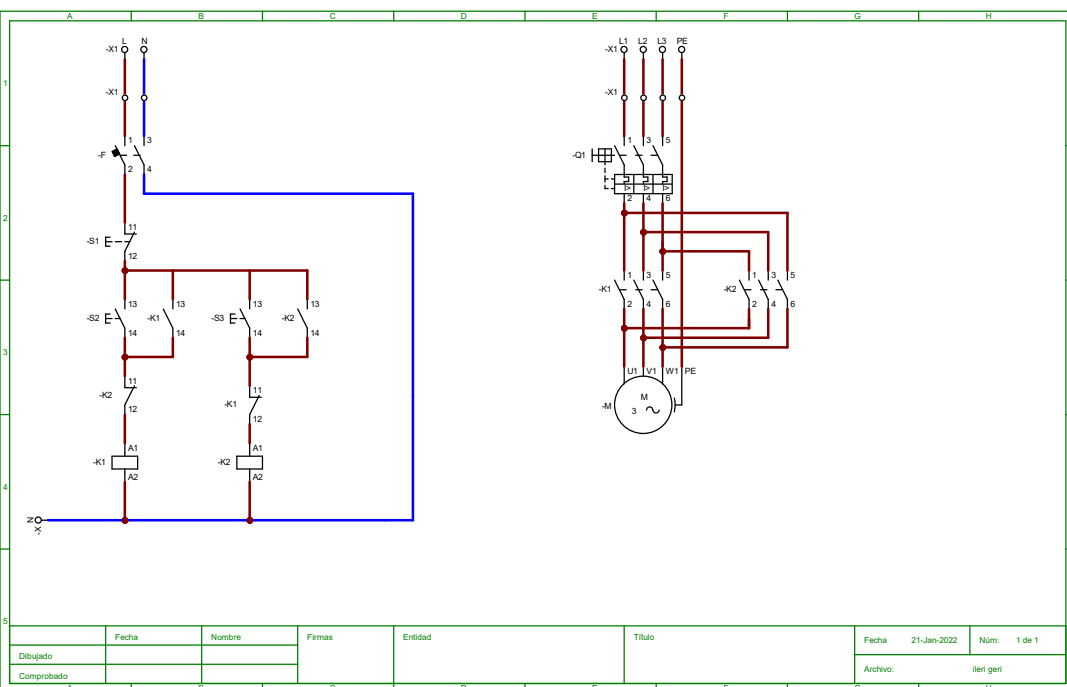 A B C D E F G H
L N
-X1
-X1
L1 L2 L3 PE
-X1
-X1
1
1 3
-F
2 4
1 3 5
-Q1
2 4 6
2
11
-S1
12
13 13 13 13
-S2 -K1 -S3 -K2
14 14 14 14
1 3 5
-K1
2 4 6
1 3 5
-K2
2 4 6
3
11
-K2
12
11
-K1
12
U1 V1 W1 PE
M
-M
3
A1 A1
-K1 -K2
A2 A2
4
N
-X
5
Fecha Nombre Firmas Entidad Título
Fecha 21-Jan-2022 Núm: 1 de 1
Dibujado
Archivo: ileri geri
Comprobado